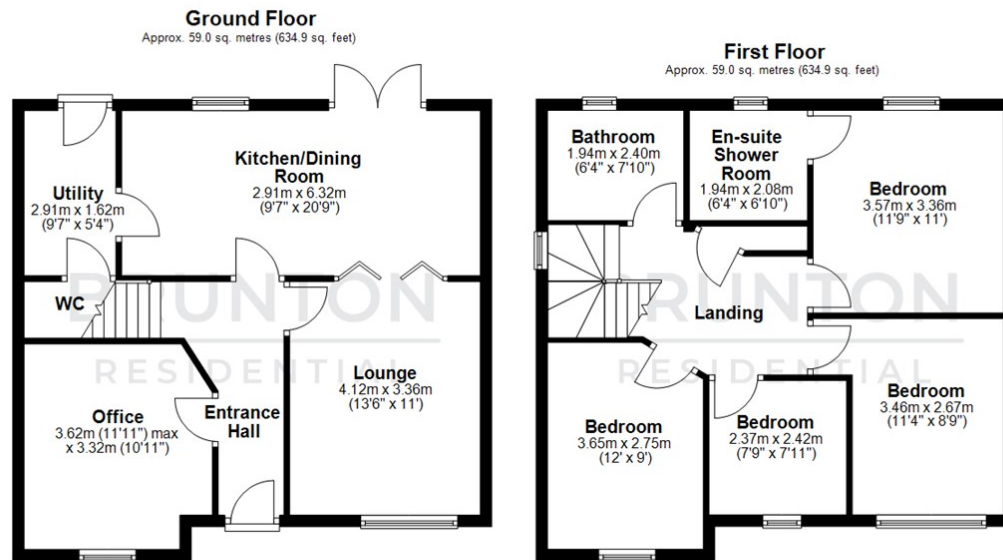 Ground Floor
Approx. 59.0 sq. metres (634.9 sq. feet)
Utility
2.91m x 1.62m
(9'7" x 5'4")
Kitchen/Dining
Room
2.91m x 6.32m
(9'7" x 20'9")
WC
Office
3.62m (11'11") max
x 3.32m (10'11")
Entrance
Hall
Lounge
4.12m x 3.36m
(13'6" x 11')
BRUNTON
RESIDENTIAL
First Floor
Approx. 59.0 sq. metres (634.9 sq. feet)
Bathroom
1.94m x 2.40m
(6'4" x 7'10")
En-suite
Shower
Room
1.94m x 2.08m
(6'4" x 6'10")
Bedroom
3.57m x 3.36m
(11'9" x 11')
Landing
Bedroom
3.65m x 2.75m
(12' x 9')
Bedroom
2.37m x 2.42m
(7'9" x 7'11")
Bedroom
3.46m x 2.67m
(11'4" x 8'9")
BRUNTON
RESIDENTIAL